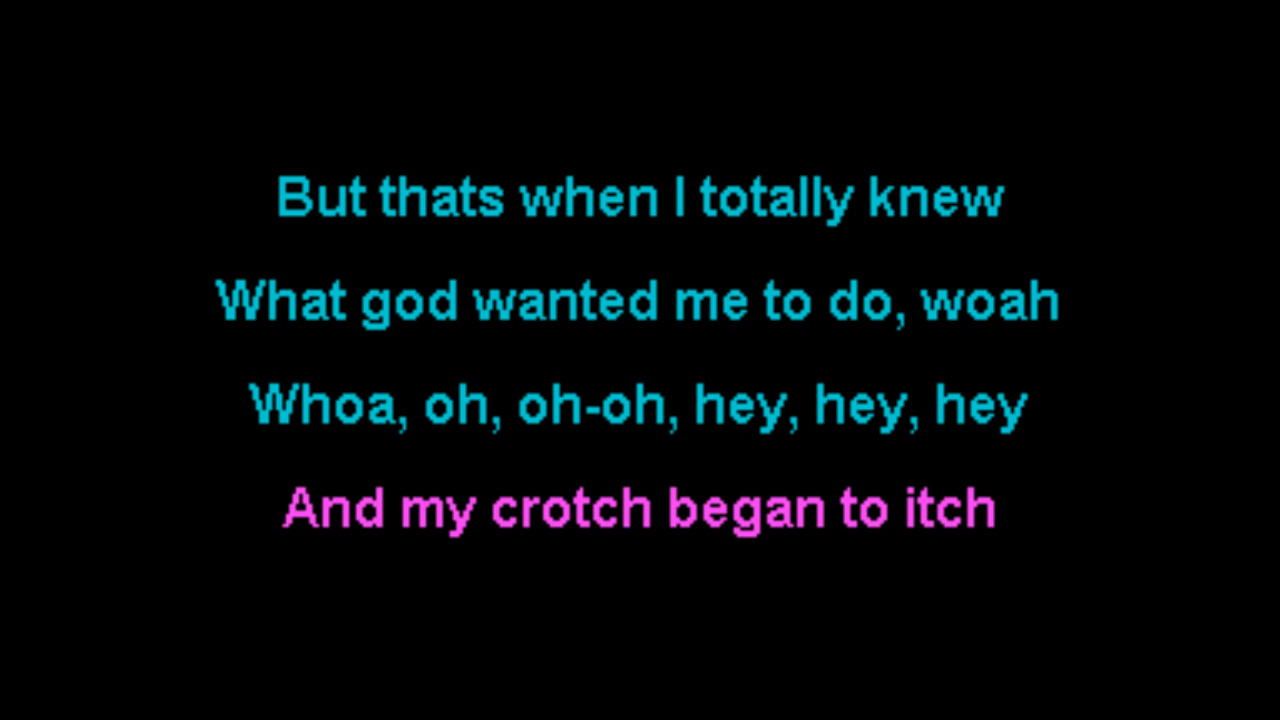 But thats when I totally knew
What god wanted me to do, woah
Whoa, oh, oh-oh, hey, hey, hey
And my crotch began to itch